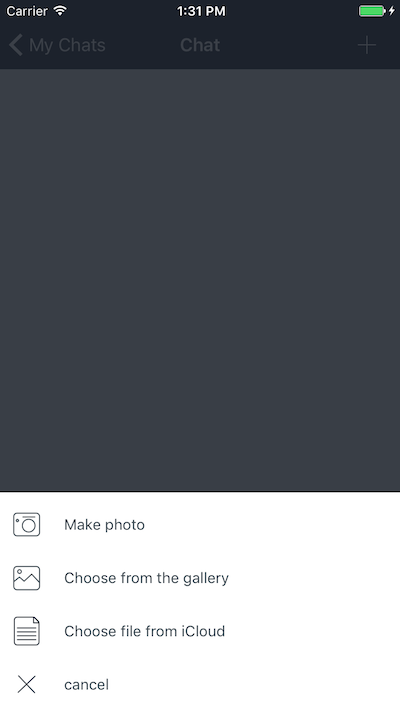 Carrier 1:31 PM
My Chats Chat
Make photo
Choose from the gallery
Choose file from iCloud
cancel